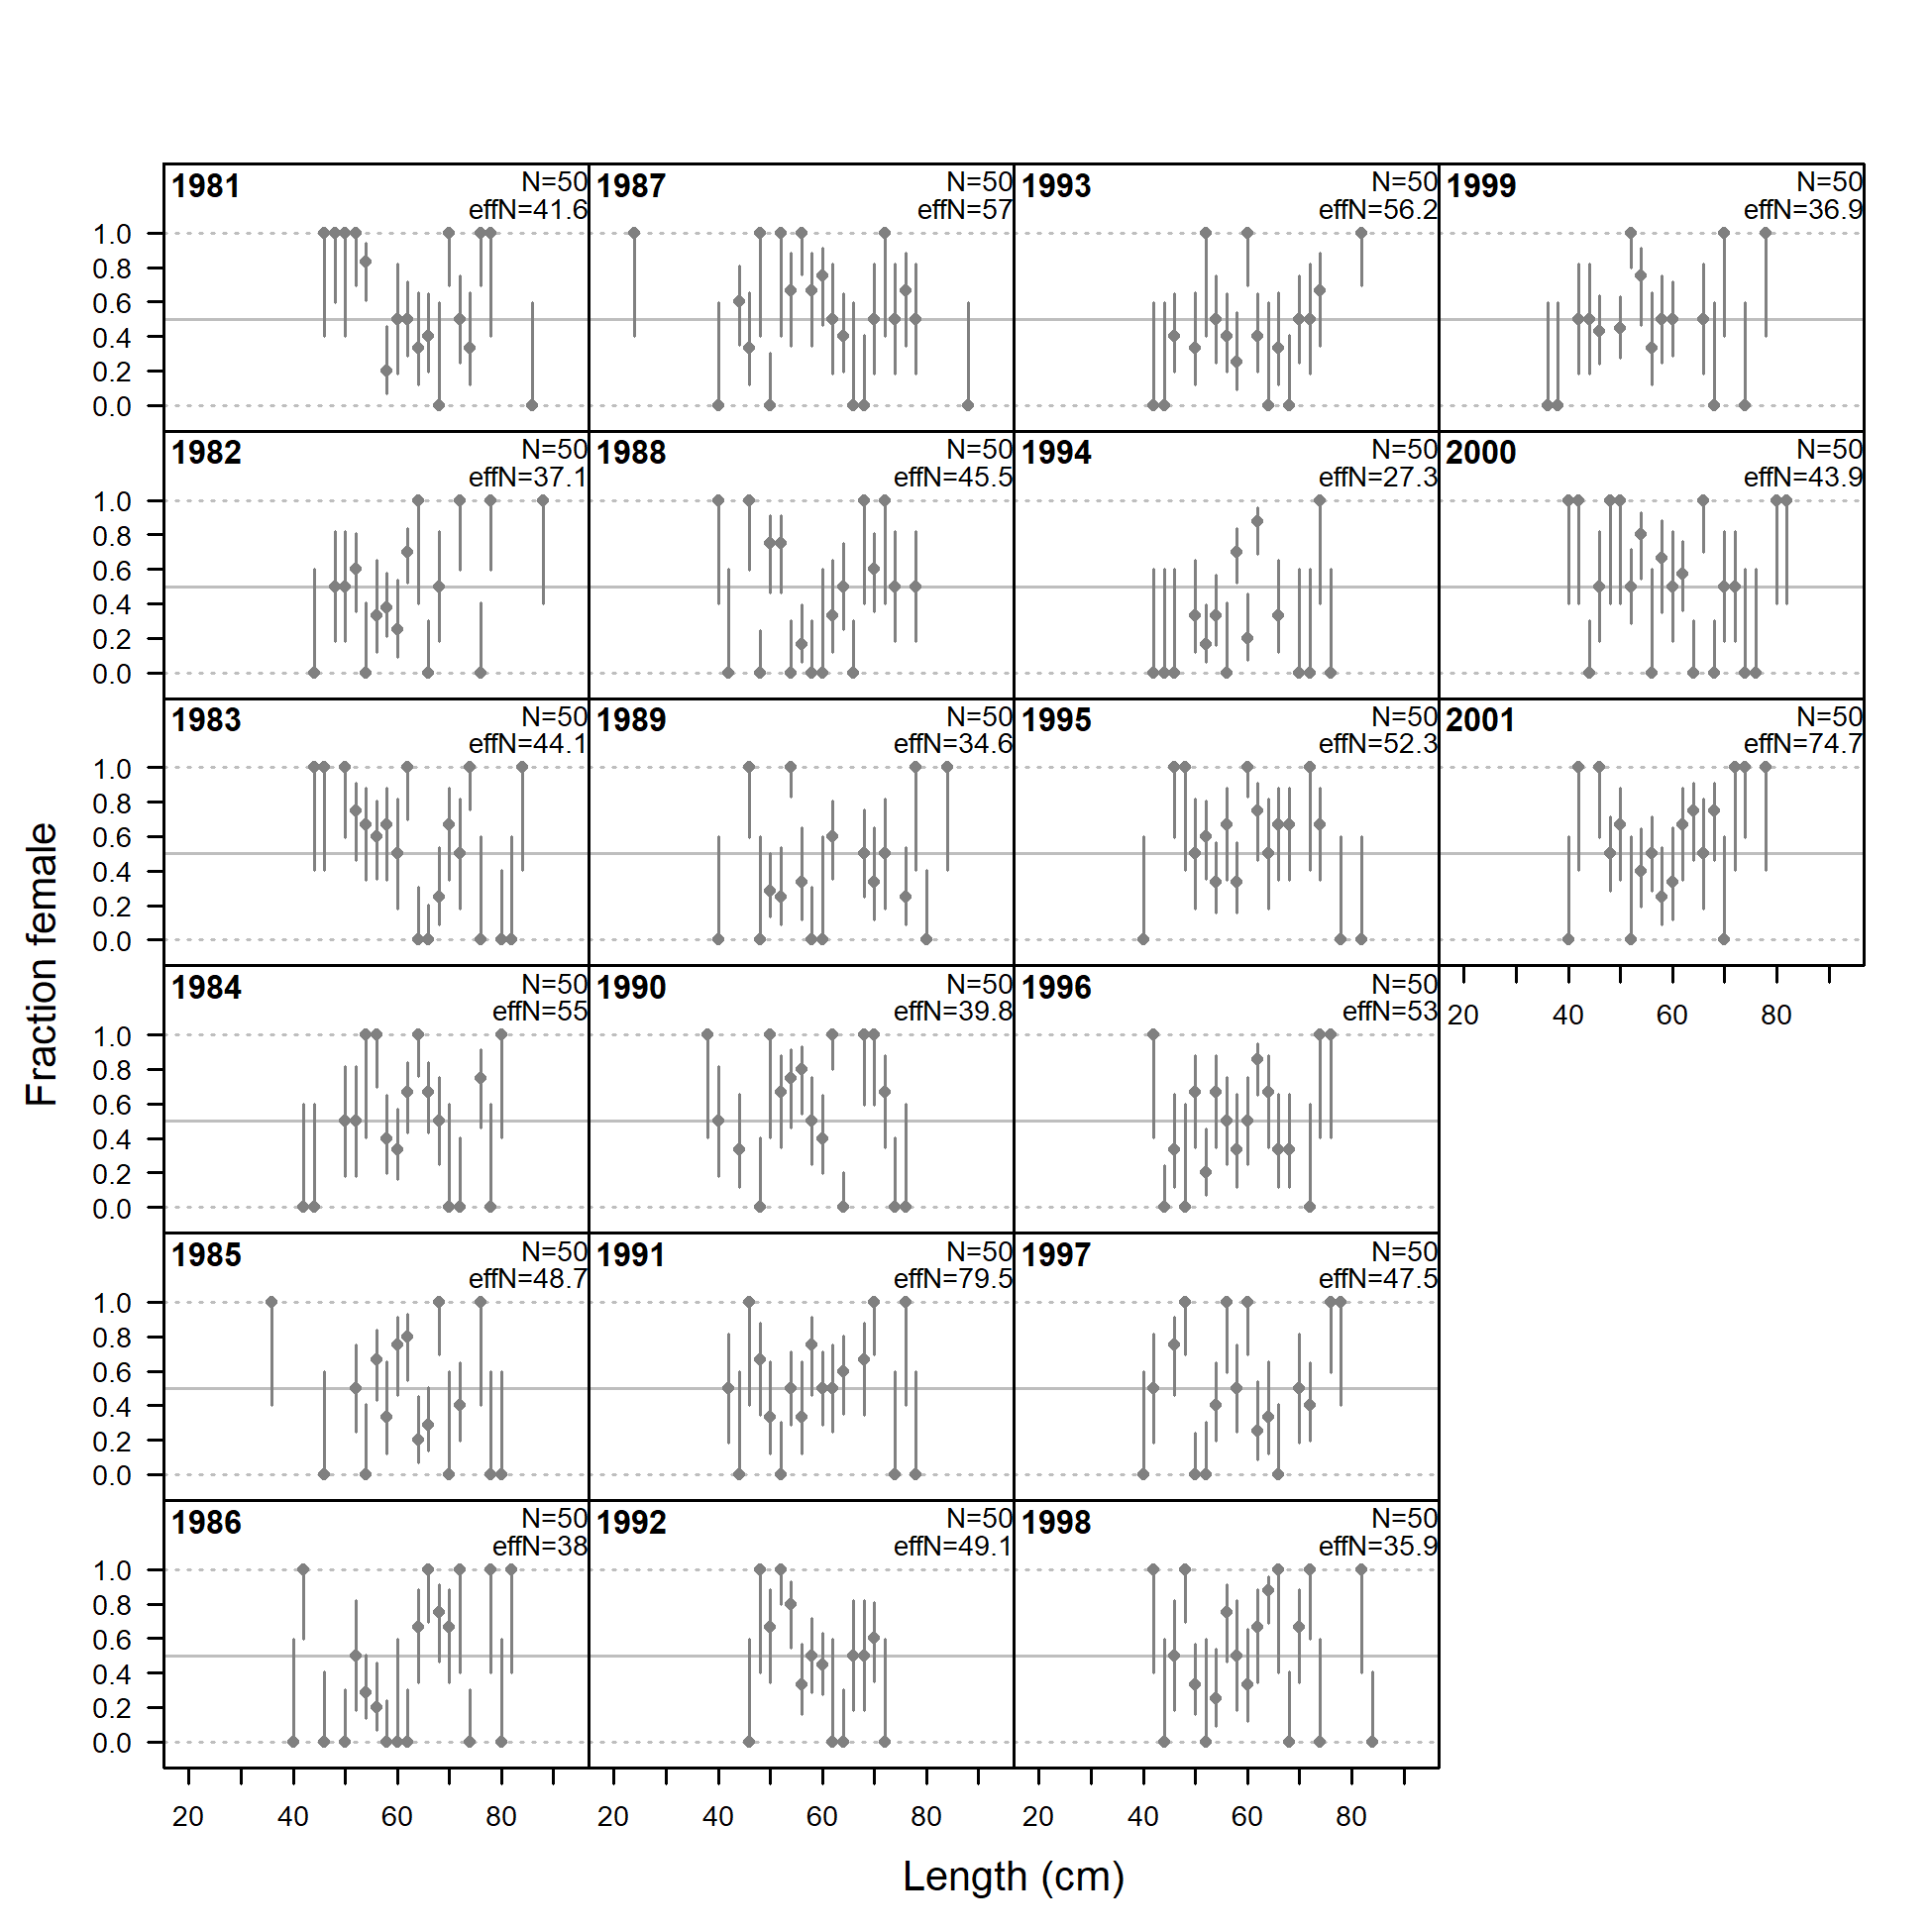 1981 N=50 1987 N=50 1993 N=50 1999 N=50
effN=41.6 effN=57 effN=56.2 effN=36.9
1.0
0.8
0.6
0.4
0.2
0.0
1982 N=50 1988 N=50 1994 N=50 2000 N=50
effN=37.1 effN=45.5 effN=27.3 effN=43.9
1.0
0.8
0.6
0.4
0.2
0.0
1983 N=50 1989 N=50 1995 N=50 2001 N=50
effN=44.1 effN=34.6 effN=52.3 effN=74.7
1.0
0.8
0.6
0.4
0.2
0.0
Fraction female
1984 N=50 1990 N=50 1996 N=50
effN=55 effN=39.8 effN=53
20 40 60 80
1.0
0.8
0.6
0.4
0.2
0.0
1985 N=50 1991 N=50 1997 N=50
effN=48.7 effN=79.5 effN=47.5
1.0
0.8
0.6
0.4
0.2
0.0
1986 N=50 1992 N=50 1998 N=50
effN=38 effN=49.1 effN=35.9
1.0
0.8
0.6
0.4
0.2
0.0
20 40 60 80 20 40 60 80 20 40 60 80
Length (cm)